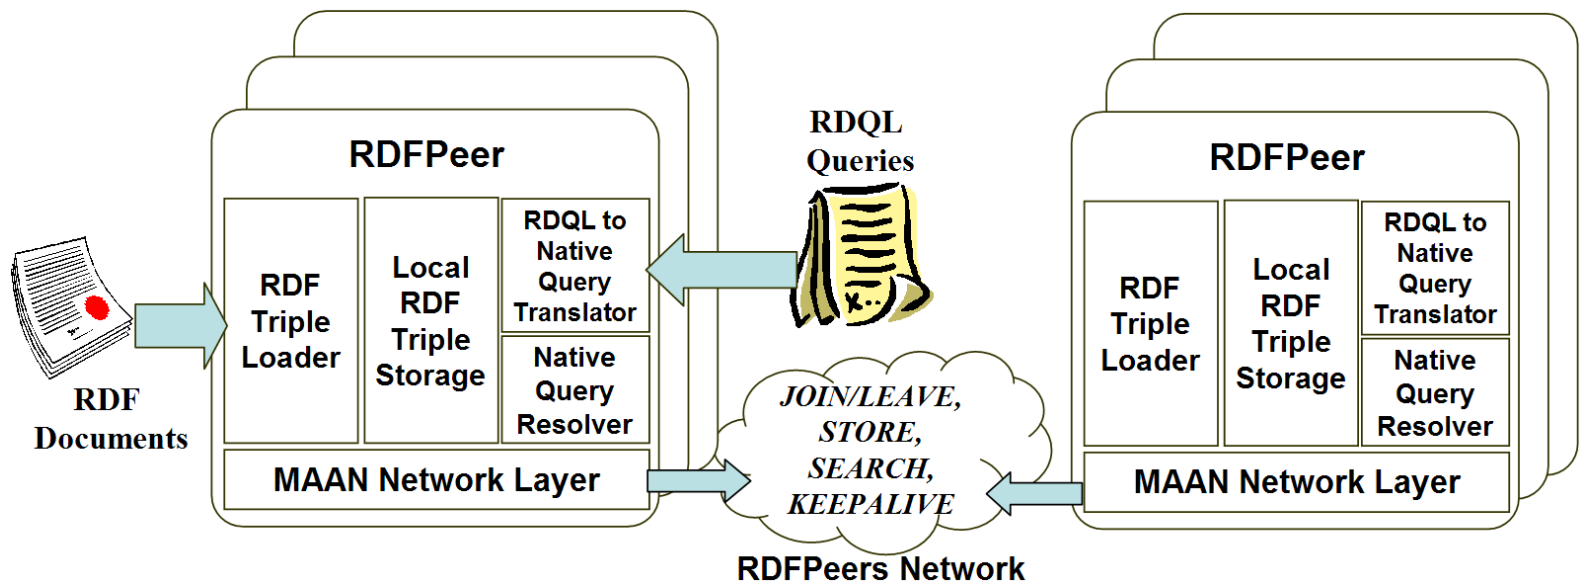 RDFPeer
RDF
Triple
Loader
Local
RDF
Triple
Storage
RDQL to
Native
Query
Translator
Native
Query
Resolver
MAAN Network Layer
RDF
Documents
RDQL
Queries
JOIN/LEAVE,
STORE,
SEARCH,
KEEPALIVE
RDFPeers Network
RDFPeer
RDF
Triple
Loader
Local
RDF
Triple
Storage
RDQL to
Native
Query
Translator
Native
Query
Resolver
MAAN Network Layer